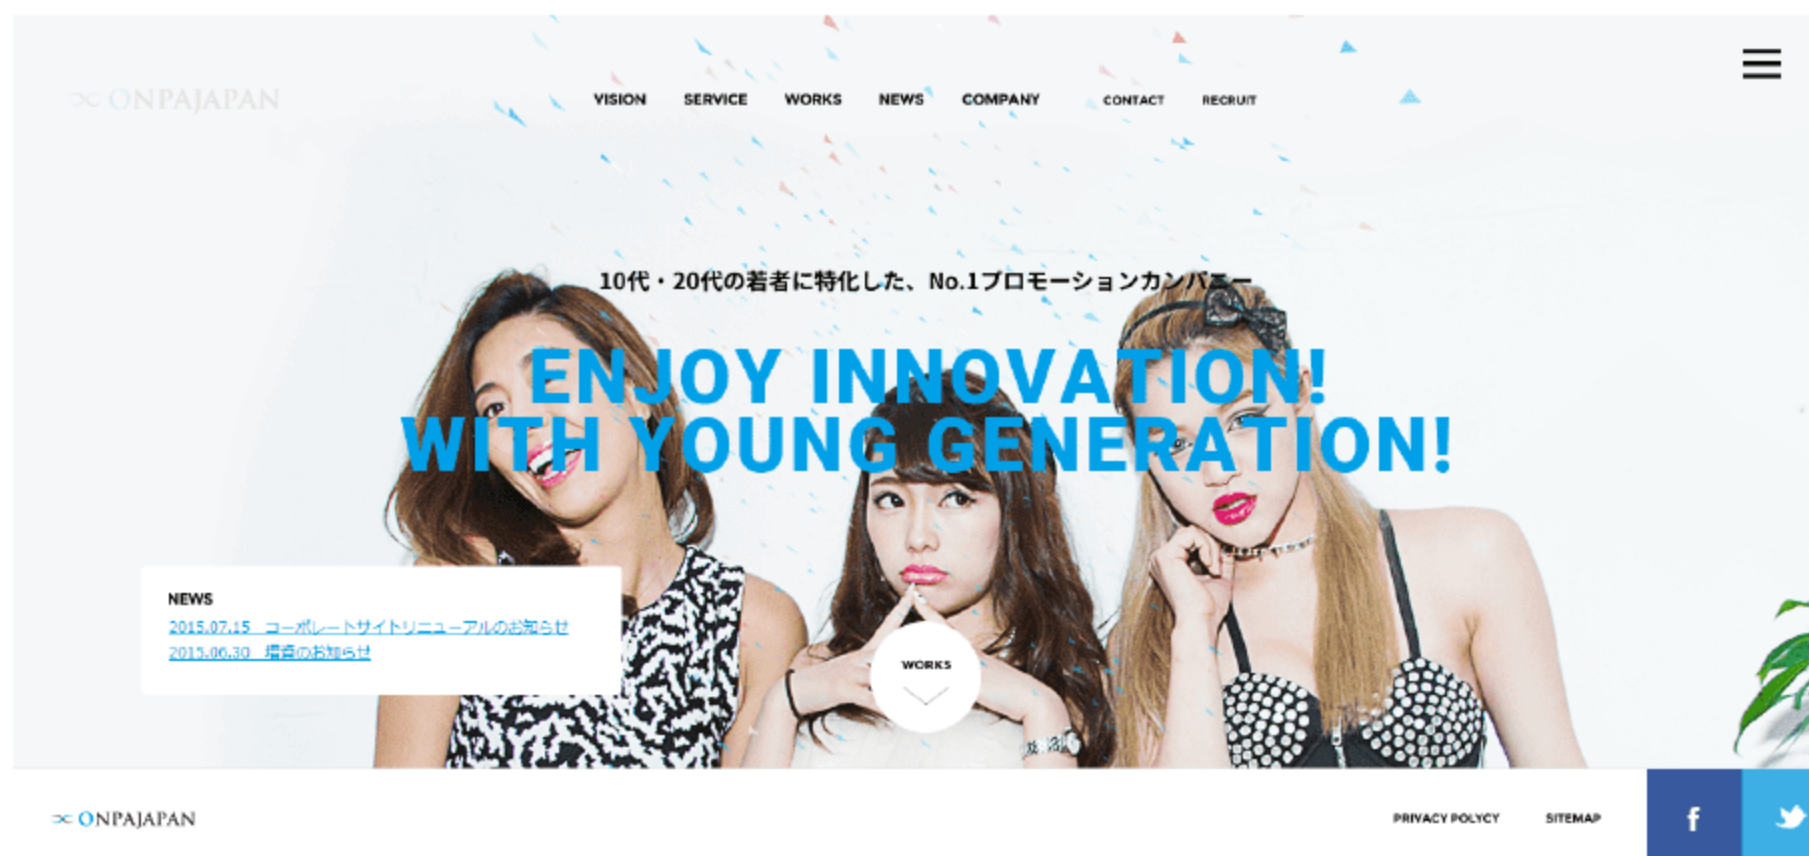 ONPAJAPAN
VISION SERVICE WORKS NEWS COMPANY CONTACT RECRUIT
10代・20代の若者に特化した、No.1プロモーションカンパニー
ENJOY INNOVATION!
WITH YOUNG GENERATION!
NEWS
2015.07.15 コーポレートサイトリニューアルのお知らせ
2015.06.30 増資のお知らせ
WORKS
ONPAJAPAN
PRIVACY POLYCY SITEMAP
f